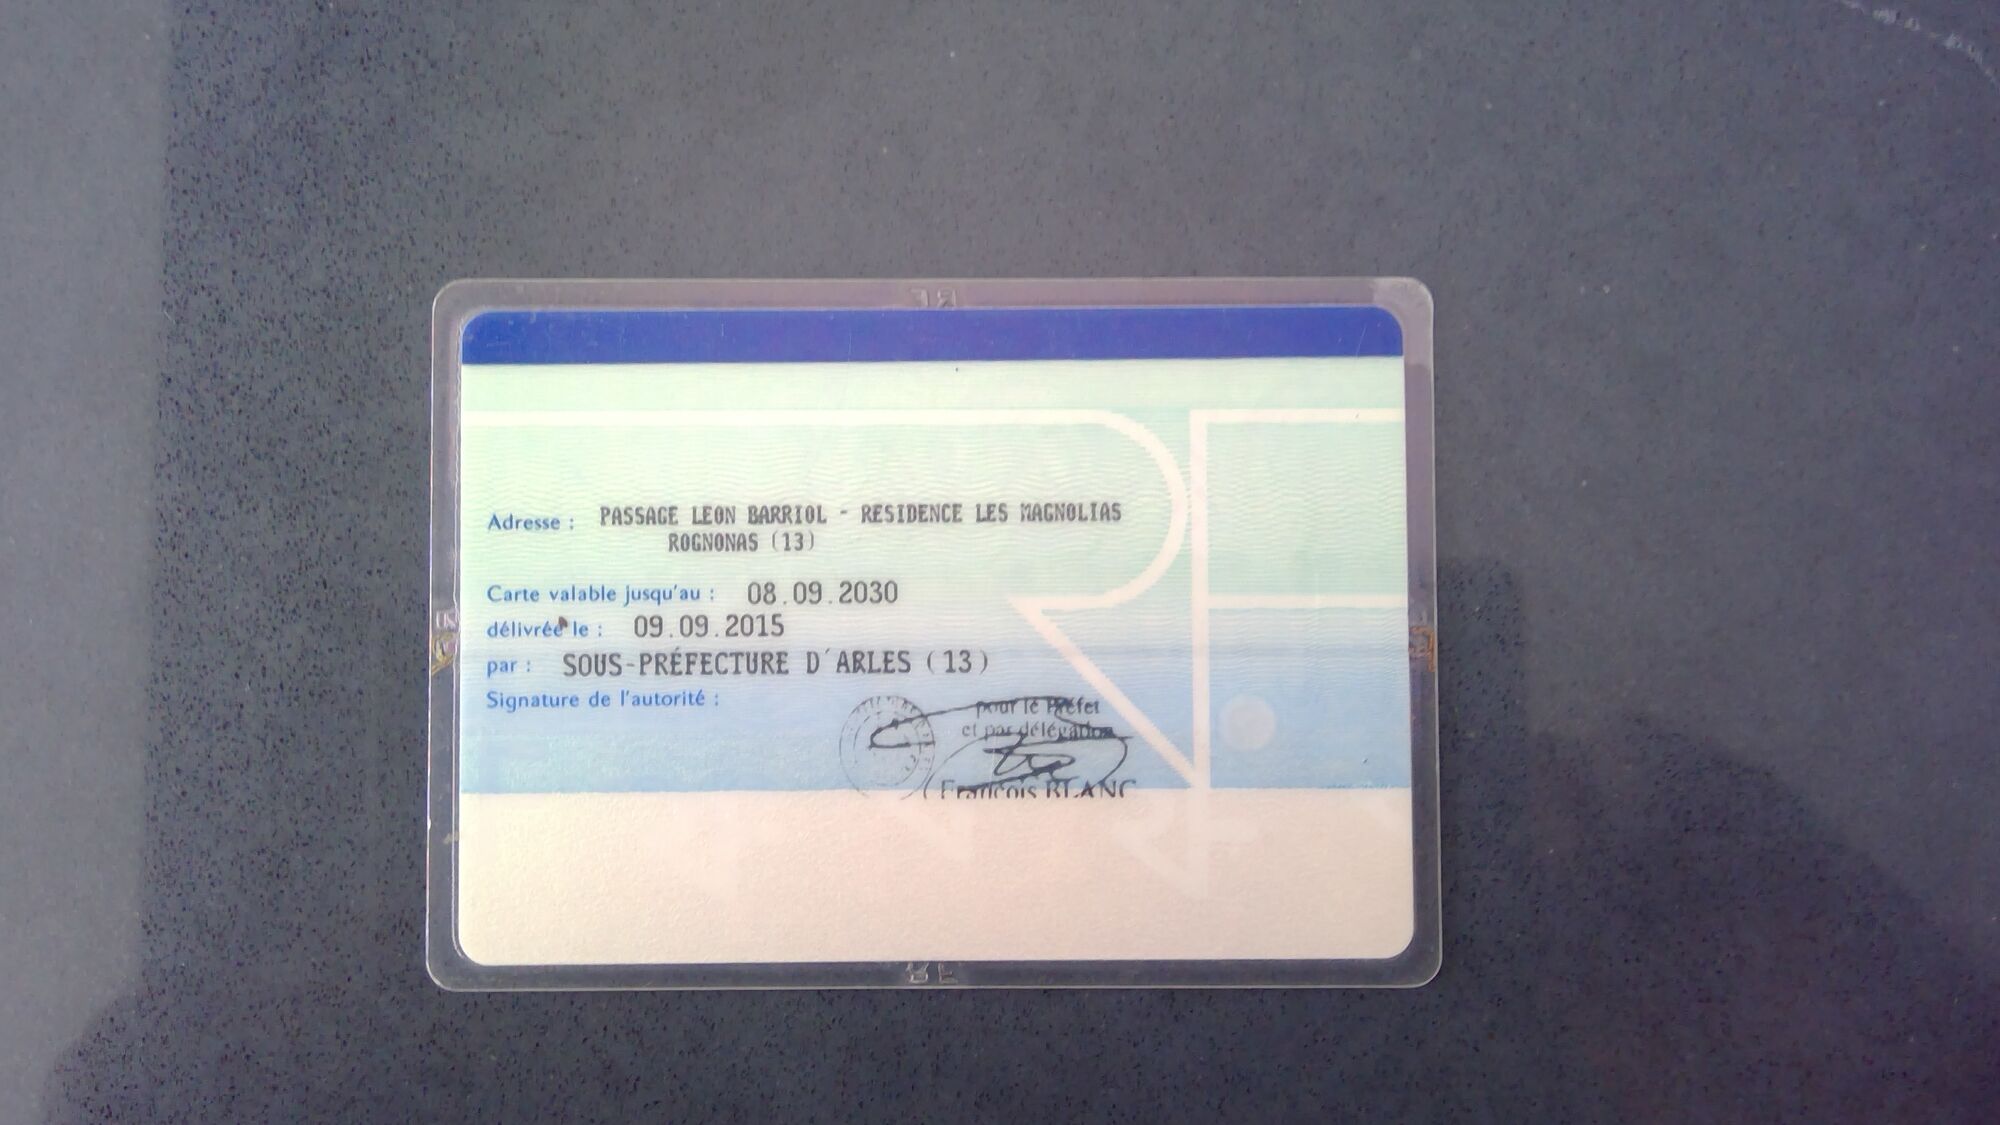 Adresse : PASSAGE LEON BARRIOL - RESIDENCE LES MAGNOLIAS
ROGNONAS (13)
Carte valable jusqu'au : 08.09.2030
délivrée le : 09.09.2015
par : SOUS-PRÉFECTURE D'ARLES (13)
Signature de l'autorité :
pour le Préfet
et par délégation
François BLANC
RF